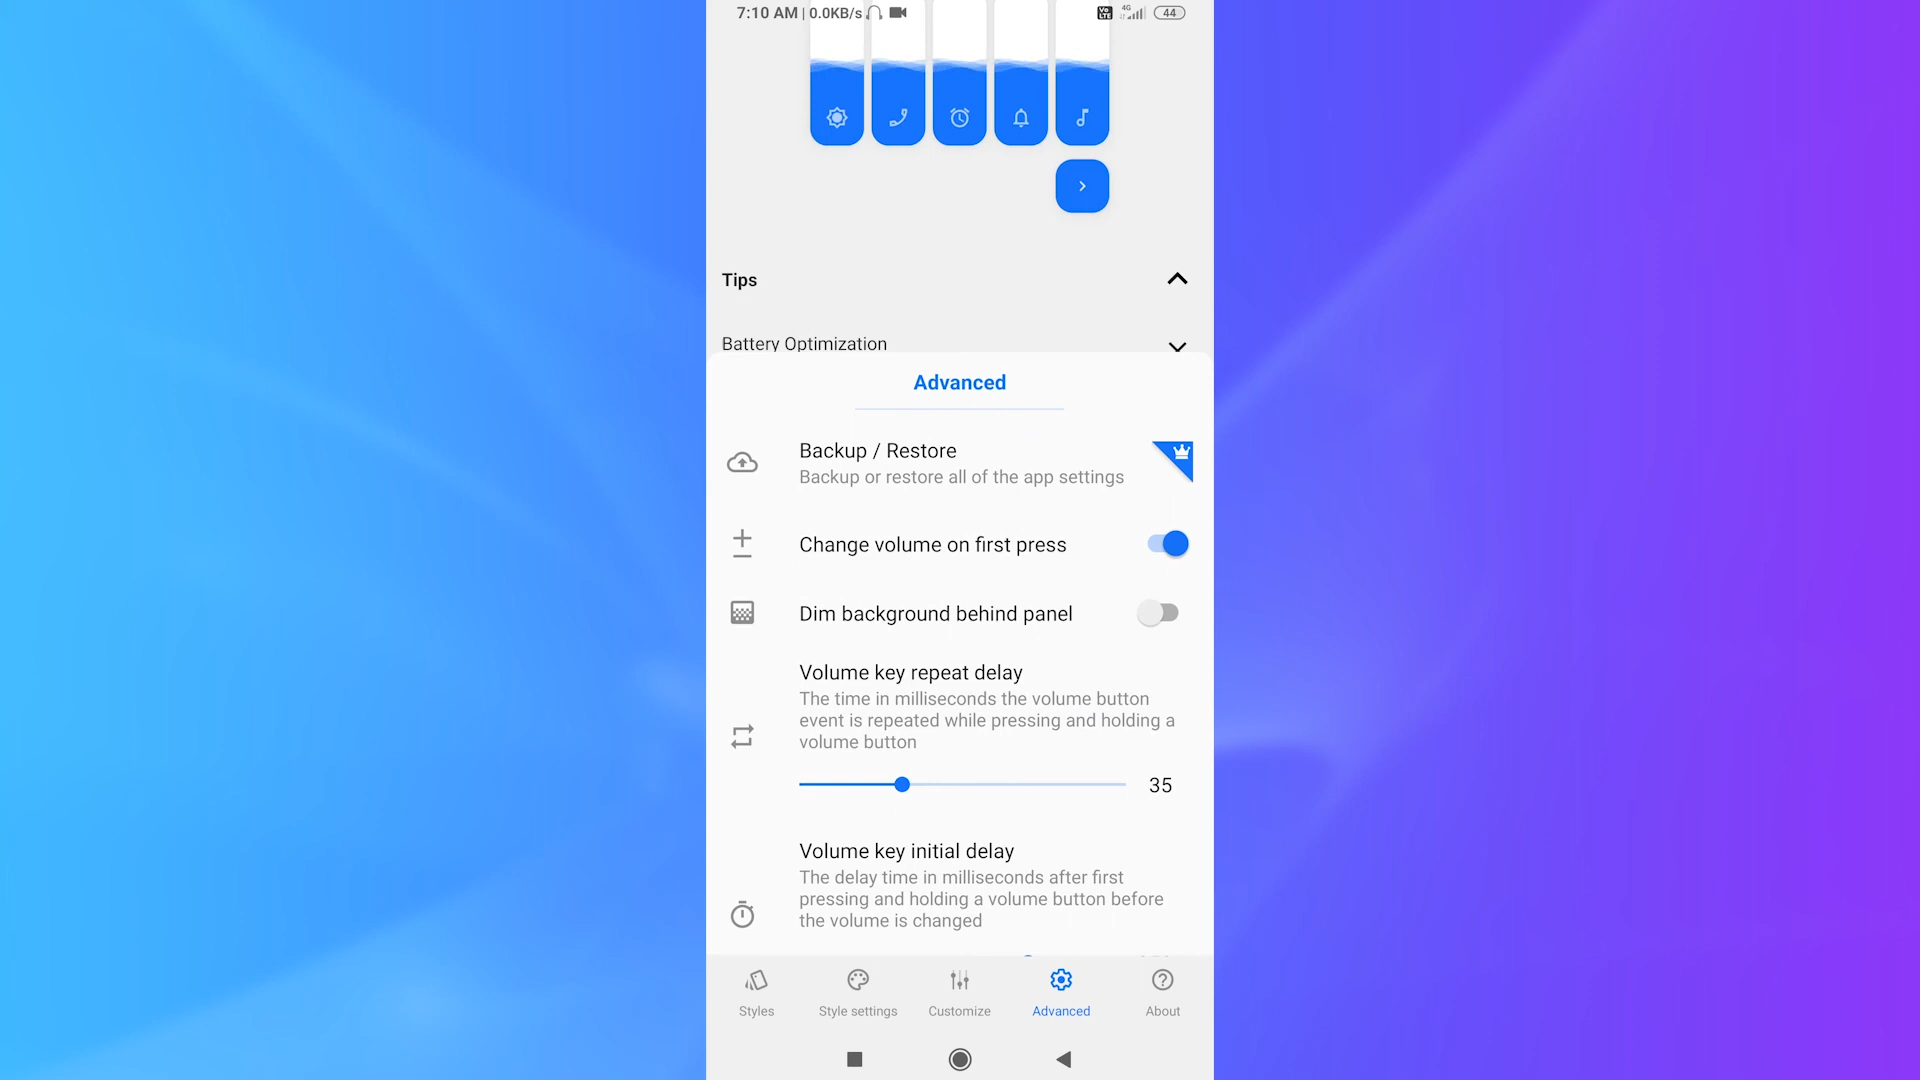 7:10 AM | 0.0KB/s
Vo LTE 4G 44
Tips
Battery Optimization
Advanced
Backup / Restore
Backup or restore all of the app settings
Change volume on first press
Dim background behind panel
Volume key repeat delay
The time in milliseconds the volume button
event is repeated while pressing and holding a
volume button
35
Volume key initial delay
The delay time in milliseconds after first
pressing and holding a volume button before
the volume is changed
Styles
Style settings
Customize
Advanced
About